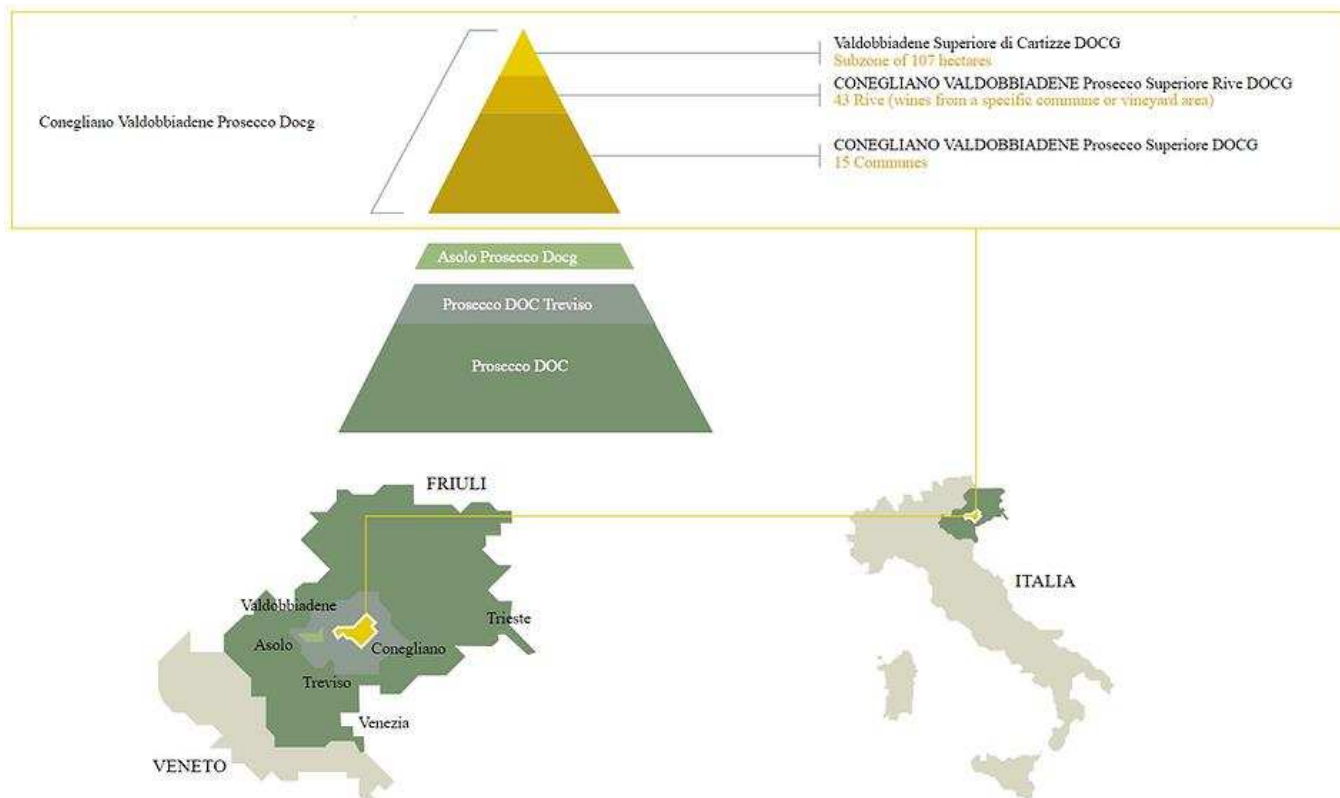 Valdobbiadene Superiore di Cartizze DOCG
Subzone of 107 hectares
CONEGLIANO VALDOBBIADENE Prosecco Superiore Rive DOCG
43 Rive (wines from a specific commune or vineyard area)
Conegliano Valdobbiadene Prosecco Docg
CONEGLIANO VALDOBBIADENE Prosecco Superiore DOCG
15 Communes
Asolo Prosecco Docg
Prosecco DOC Treviso
Prosecco DOC
FRIULI
ITALIA
Valdobbiadene
Trieste
Asolo
Conegliano
Treviso
Venezia
VENETO